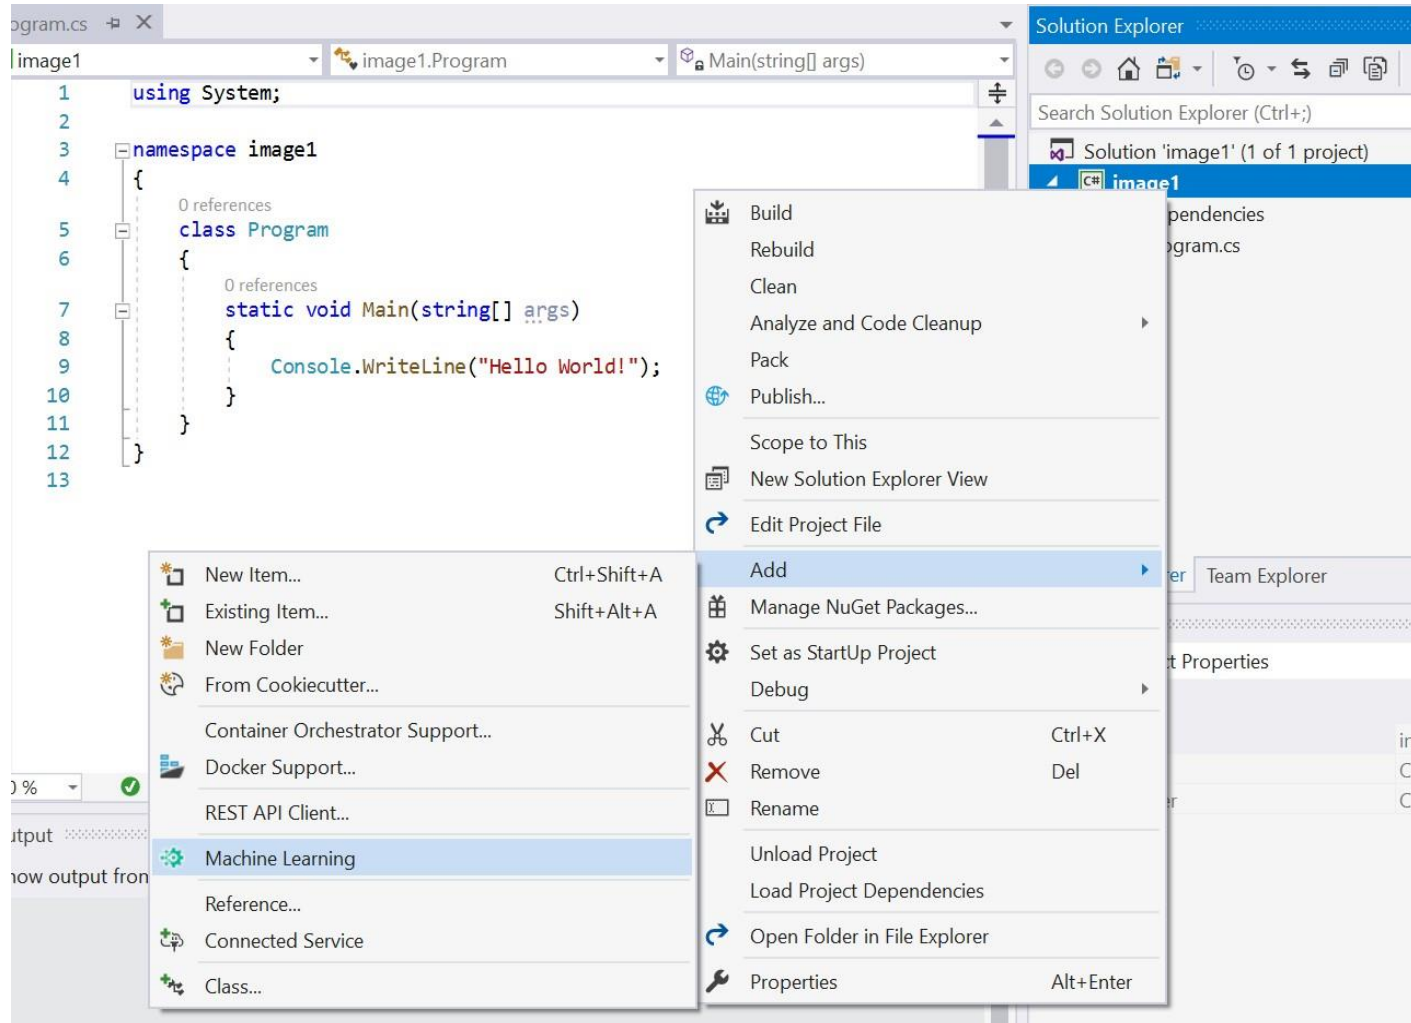 ogram.cs
image1
image1.Program
Main(string[] args)
1 using System;
2
3 namespace image1
4 {
0 references
5 class Program
6 {
0 references
7 static void Main(string[] args)
8 {
9 Console.WriteLine("Hello World!");
10 }
11 }
12 }
13
Solution Explorer
Search Solution Explorer (Ctrl+;)
Solution 'image1' (1 of 1 project)
C# image1
pendencies
ogram.cs
Build
Rebuild
Clean
Analyze and Code Cleanup
Pack
Publish...
Scope to This
New Solution Explorer View
Edit Project File
Add
Manage NuGet Packages...
Set as StartUp Project
Debug
Cut Ctrl+X
Remove Del
Rename
Unload Project
Load Project Dependencies
Open Folder in File Explorer
Properties Alt+Enter
New Item... Ctrl+Shift+A
Existing Item... Shift+Alt+A
New Folder
From Cookiecutter...
Container Orchestrator Support...
Docker Support...
REST API Client...
Machine Learning
Reference...
Connected Service
Class...
er Team Explorer
t Properties
%
utput
how output from